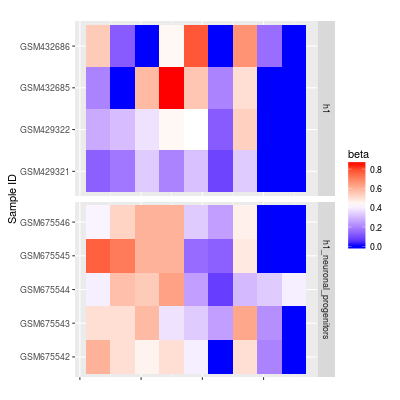 GSM432686
GSM432685
GSM429322
GSM429321
h1
GSM675546
GSM675545
GSM675544
GSM675543
GSM675542
h1_neuronal_progenitors
Sample ID
beta
0.8
0.6
0.4
0.2
0.0